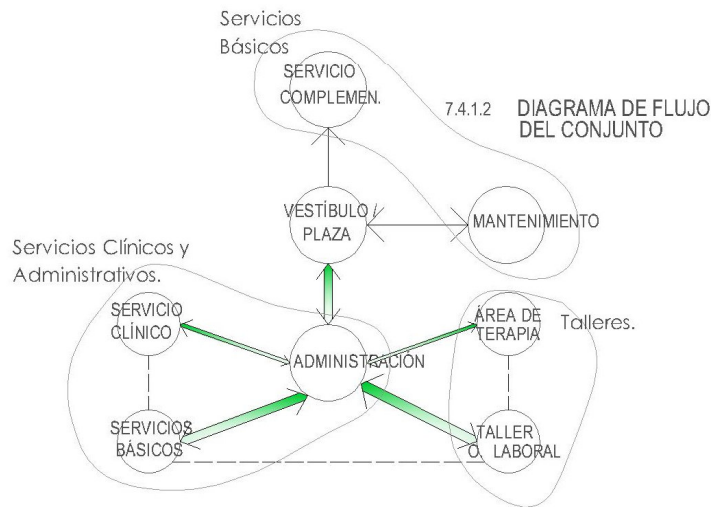 Servicios
Básicos
SERVICIO
COMPLEMEN.
7.4.1.2 DIAGRAMA DE FLUJO
DEL CONJUNTO
VESTÍBULO /
PLAZA
MANTENIMIENTO
Servicios Clínicos y
Administrativos.
SERVICIO
CLÍNICO
ADMINISTRACIÓN
ÁREA DE
TERAPIA
Talleres.
SERVICIOS
BÁSICOS
TALLER
O. LABORAL